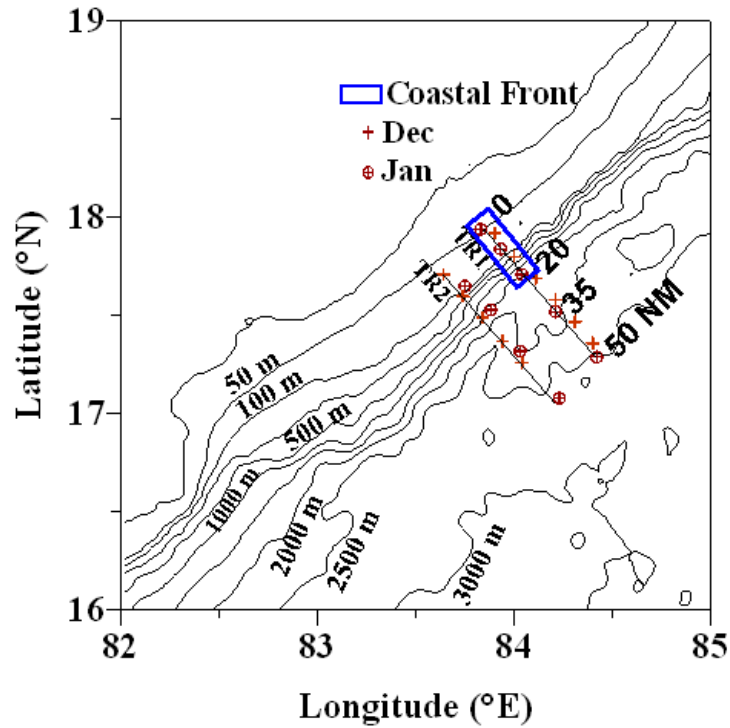 19
Coastal Front
Dec
Jan
18
0
TR1
20
TR2
35
50 NM
Latitude (°N)
50 m
100 m
17
500 m
1000 m
2000 m
2500 m
3000 m
16
82
83
84
85
Longitude (°E)